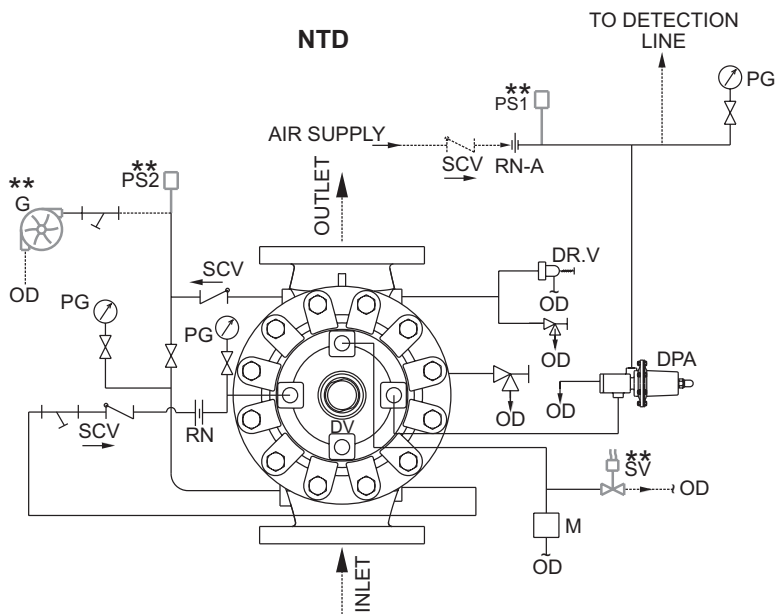 NTD
TO DETECTION
LINE
PG
**
PS1
AIR SUPPLY
SCV
RN-A
**
PS2
**
G
OUTLET
OD
SCV
DR.V
OD
PG
PG
OD
DPA
OD
OD
SCV
RN
DV
**
SV
OD
M
OD
INLET